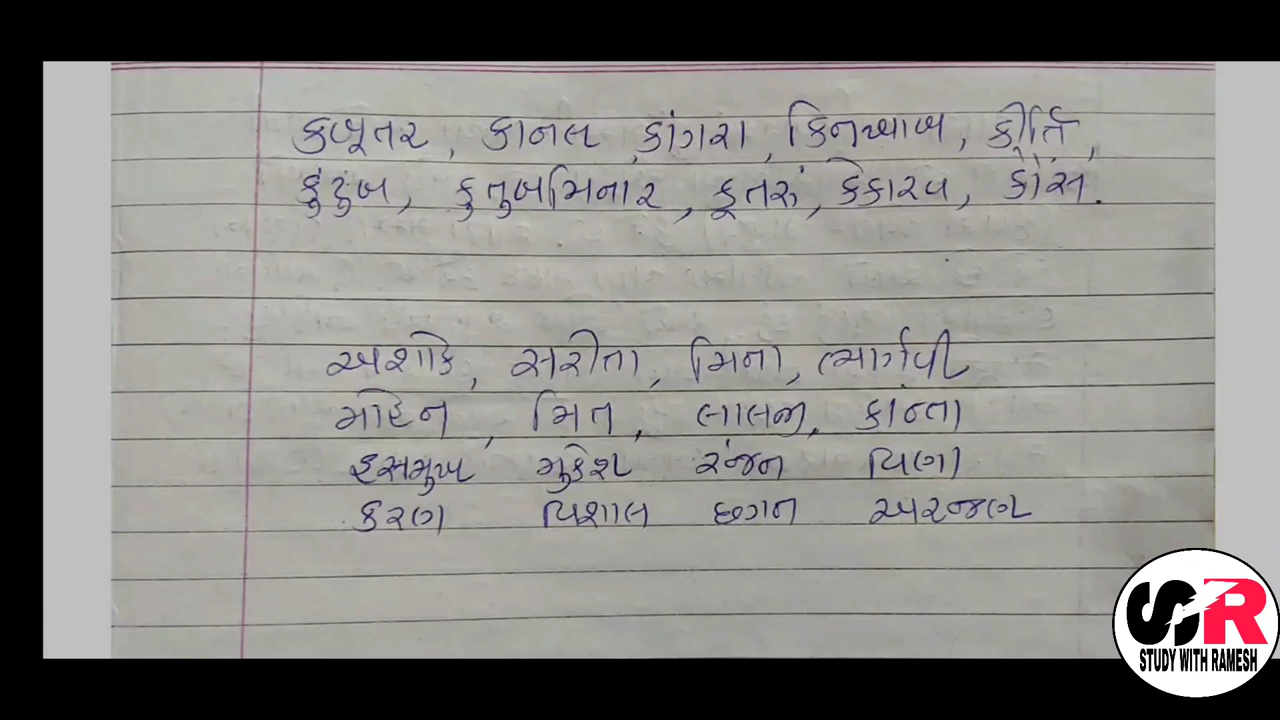 કબૂતર, કાનલ, કાંગરા, કિનખાબ, કીર્તિ,
કુંટુંબ, કુતુબમિનાર, કૂતરું, કેકારવ, કૌંસ.
અશોક, સરીતા, મિના, ભાર્ગવી
મોહન, મિત, લાલજી, કાન્તા
હસમુખ મુકેશ રંજન વિણા
કરણ વિશાલ છગન અરજણ
SR
STUDY WITH RAMESH